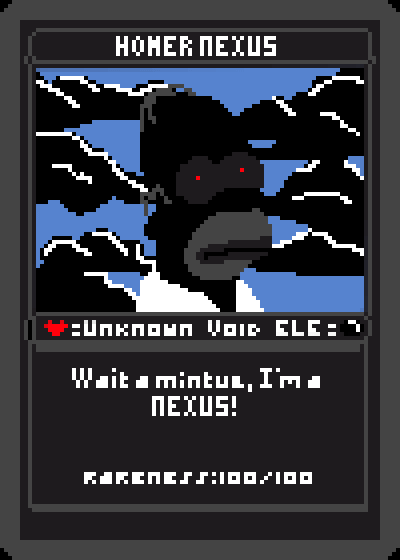 HOMER NEXUS
:Unknown Void ELE:
Wait a mintue, I'm a
NEXUS!
RARENESS:100/100